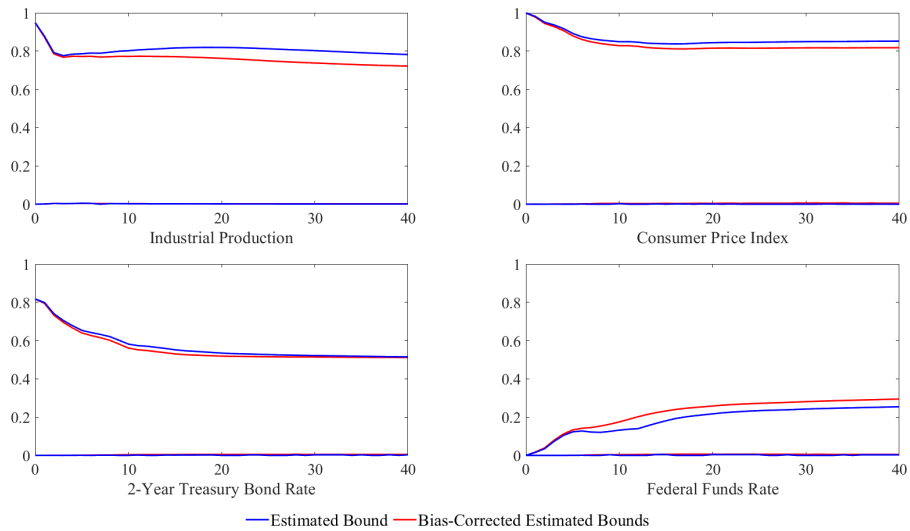 1
0.8
0.6
0.4
0.2
0
0 10 20 30 40
Industrial Production
1
0.8
0.6
0.4
0.2
0
0 10 20 30 40
Consumer Price Index
1
0.8
0.6
0.4
0.2
0
0 10 20 30 40
2-Year Treasury Bond Rate
1
0.8
0.6
0.4
0.2
0
0 10 20 30 40
Federal Funds Rate
Estimated Bound Bias-Corrected Estimated Bounds